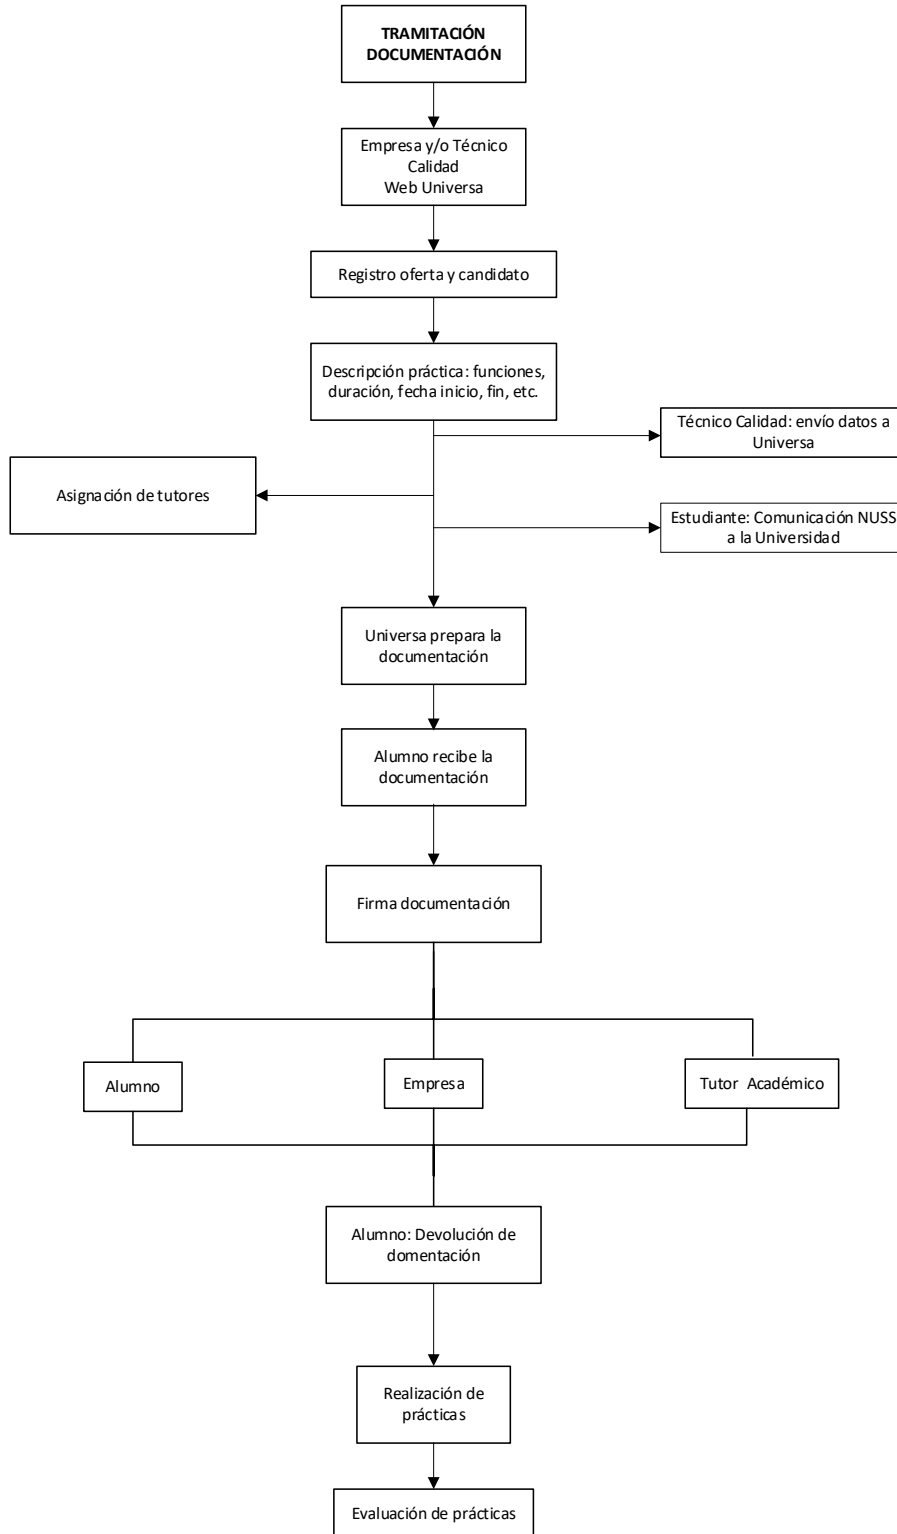 TRAMITACIÓN
DOCUMENTACIÓN
Empresa y/o Técnico
Calidad
Web Universa
Registro oferta y candidato
Descripción práctica: funciones,
duración, fecha inicio, fin, etc.
Técnico Calidad: envío datos a
Universa
Asignación de tutores
Estudiante: Comunicación NUSS
a la Universidad
Universa prepara la
documentación
Alumno recibe la
documentación
Firma documentación
Alumno
Empresa
Tutor Académico
Alumno: Devolución de
domentación
Realización de
prácticas
Evaluación de prácticas